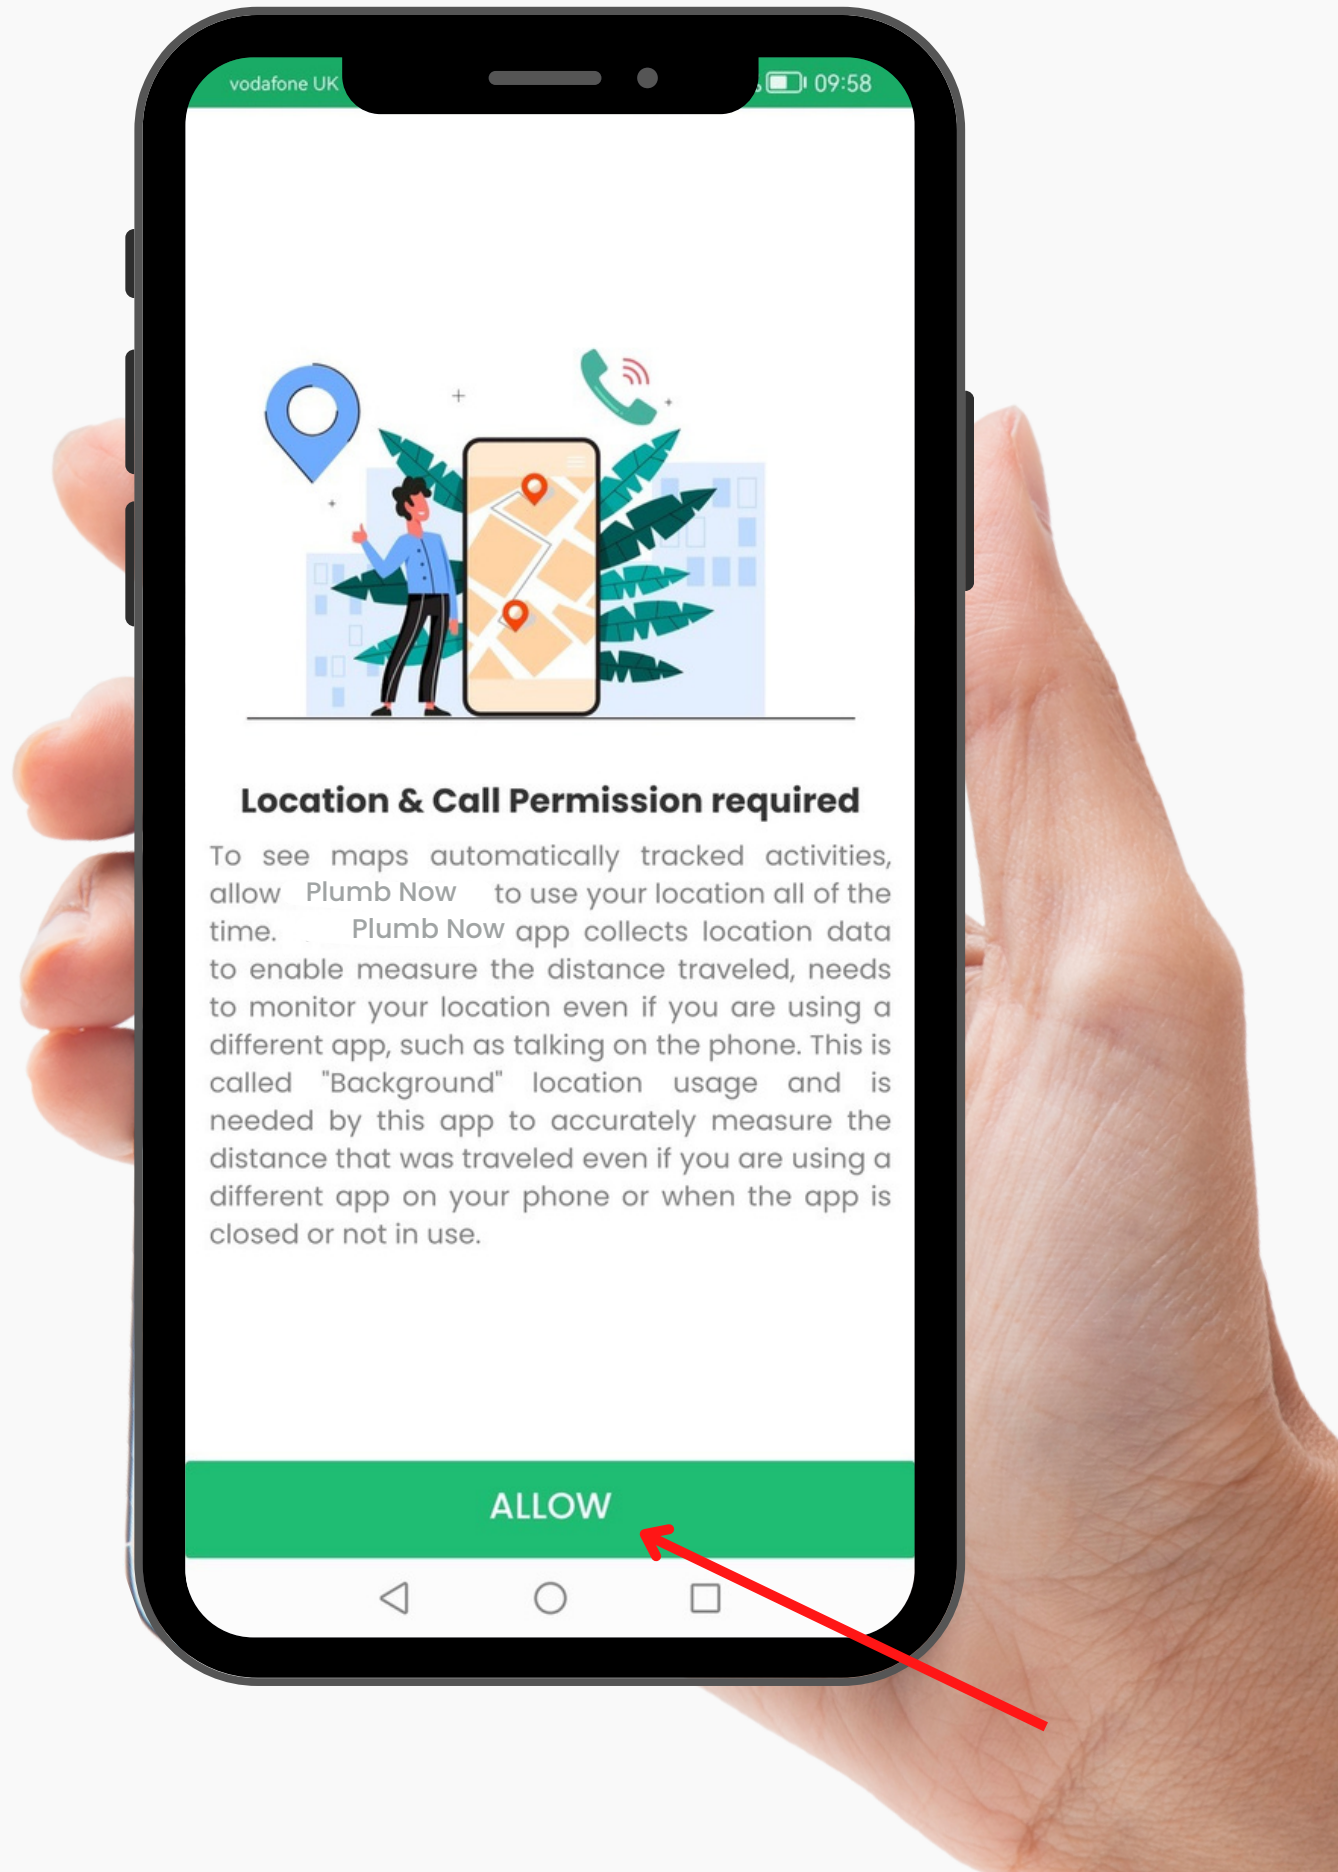 vodafone UK 09:58
Location & Call Permission required
To see maps automatically tracked activities,
allow Plumb Now to use your location all of the
time. Plumb Now app collects location data
to enable measure the distance traveled, needs
to monitor your location even if you are using a
different app, such as talking on the phone. This is
called "Background" location usage and is
needed by this app to accurately measure the
distance that was traveled even if you are using a
different app on your phone or when the app is
closed or not in use.
ALLOW